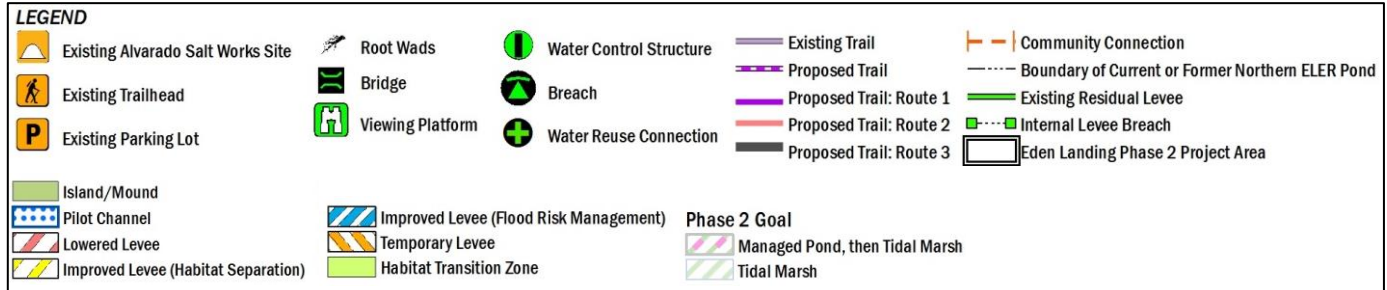 LEGEND
Existing Alvarado Salt Works Site
Existing Trailhead
P Existing Parking Lot
Root Wads
Bridge
Viewing Platform
Water Control Structure
Breach
Water Reuse Connection
Existing Trail
Proposed Trail
Proposed Trail: Route 1
Proposed Trail: Route 2
Proposed Trail: Route 3
Community Connection
Boundary of Current or Former Northern ELER Pond
Existing Residual Levee
Internal Levee Breach
Eden Landing Phase 2 Project Area
Island/Mound
Pilot Channel
Lowered Levee
Improved Levee (Habitat Separation)
Improved Levee (Flood Risk Management)
Temporary Levee
Habitat Transition Zone
Phase 2 Goal
Managed Pond, then Tidal Marsh
Tidal Marsh